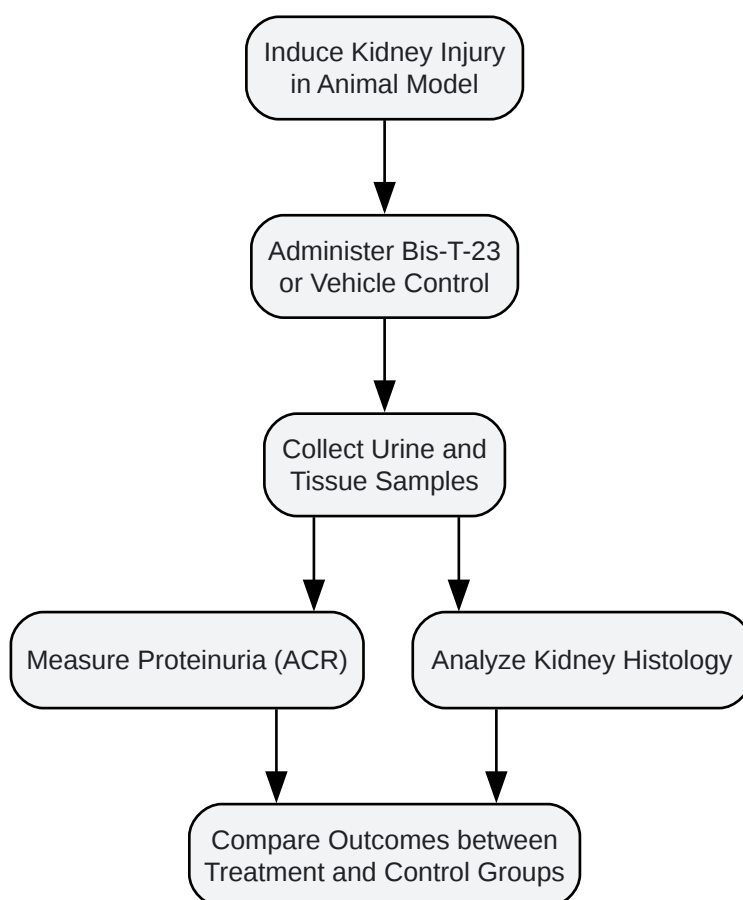 Induce Kidney Injury
in Animal Model
Administer Bis-T-23
or Vehicle Control
Collect Urine and
Tissue Samples
Measure Proteinuria (ACR)
Analyze Kidney Histology
Compare Outcomes between
Treatment and Control Groups